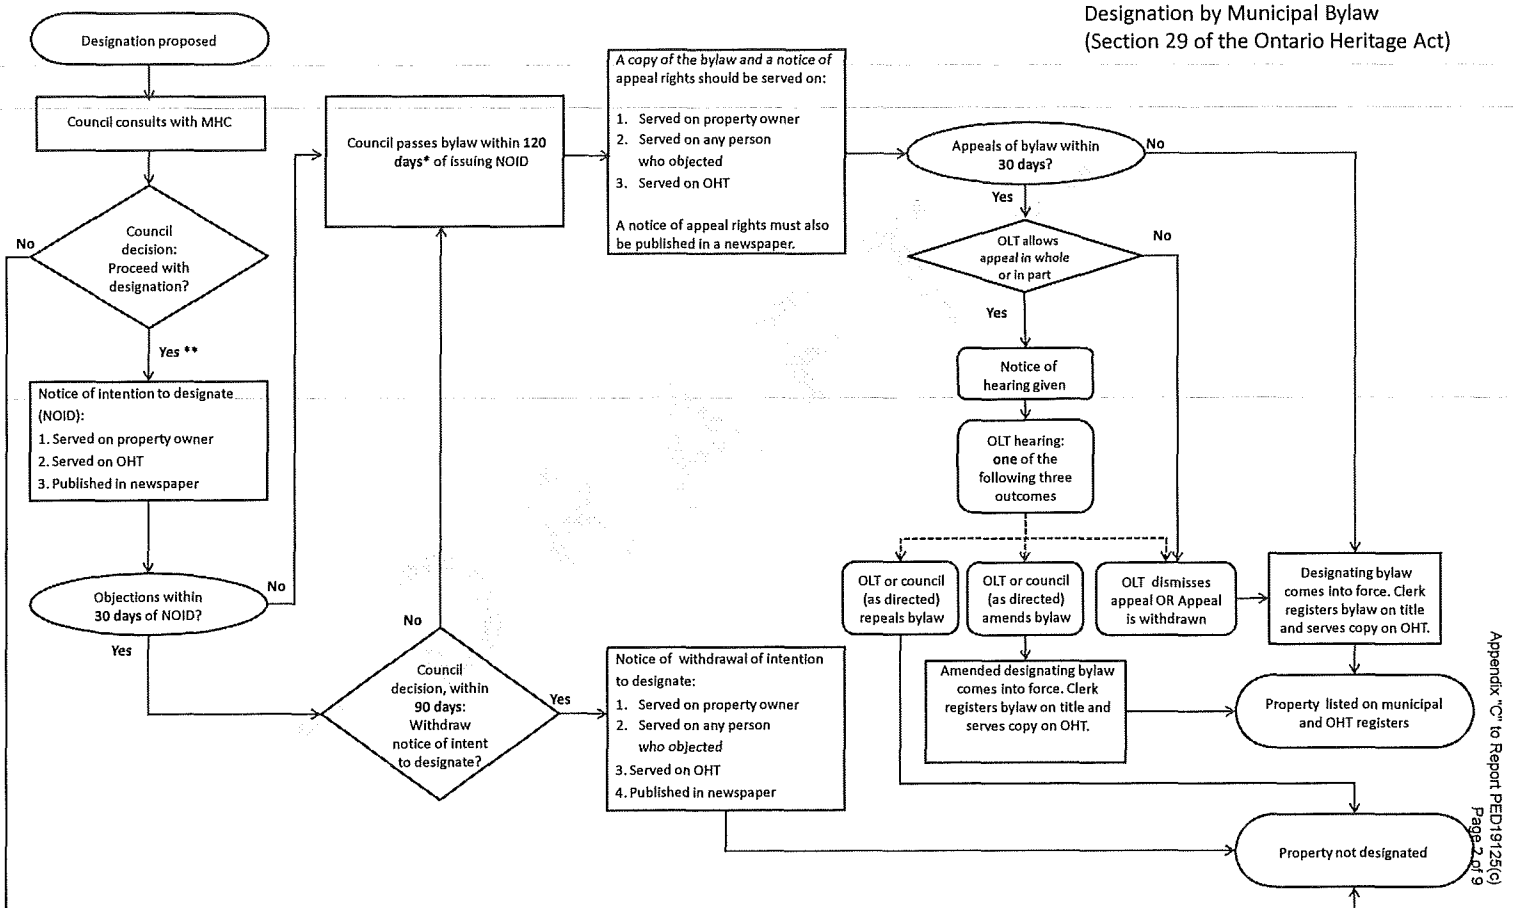 Designation by Municipal Bylaw
(Section 29 of the Ontario Heritage Act)
Designation proposed
Council consults with MHC
Council
decision:
Proceed with
designation?
No
Yes **
Notice of intention to designate
(NOID):
1. Served on property owner
2. Served on OHT
3. Published in newspaper
Objections within
30 days of NOID?
No
Yes
Council passes bylaw within 120
days* of issuing NOID
No
Council
decision, within
90 days:
Withdraw
notice of intent
to designate?
Yes
A copy of the bylaw and a notice of
appeal rights should be served on:
1. Served on property owner
2. Served on any person
who objected
3. Served on OHT
A notice of appeal rights must also
be published in a newspaper.
Notice of withdrawal of intention
to designate:
1. Served on property owner
2. Served on any person
who objected
3. Served on OHT
4. Published in newspaper
Appeals of bylaw within
30 days?
No
Yes
OLT allows
appeal in whole
or in part
No
Yes
Notice of
hearing given
OLT hearing:
one of the
following three
outcomes
OLT or council
(as directed)
repeals bylaw
OLT or council
(as directed)
amends bylaw
OLT dismisses
appeal OR Appeal
is withdrawn
Designating bylaw
comes into force. Clerk
registers bylaw on title
and serves copy on OHT.
Amended designating bylaw
comes into force. Clerk
registers bylaw on title and
serves copy on OHT.
Property listed on municipal
and OHT registers
Property not designated
Appendix "C" to Report PED19125(c)
Page 2 of 9